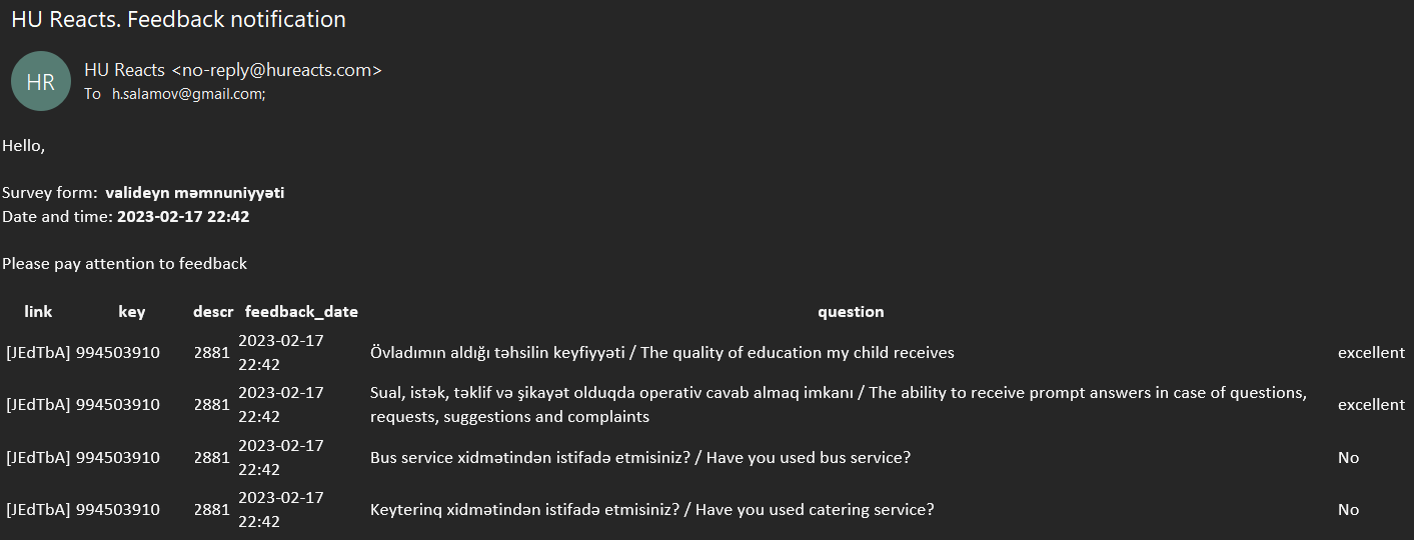 HU Reacts. Feedback notification
HR
HU Reacts <no-reply@hureacts.com>
To h.salamov@gmail.com;
Hello,
Survey form: valideyn məmnuniyyəti
Date and time: 2023-02-17 22:42
Please pay attention to feedback
link key descr feedback_date question
[JEdTbA] 994503910 2881 2023-02-17 22:42 Övladımın aldığı təhsilin keyfiyyəti / The quality of education my child receives excellent
[JEdTbA] 994503910 2881 2023-02-17 22:42 Sual, istək, təklif və şikayət olduqda operativ cavab almaq imkanı / The ability to receive prompt answers in case of questions, requests, suggestions and complaints excellent
[JEdTbA] 994503910 2881 2023-02-17 22:42 Bus service xidmətindən istifadə etmisiniz? / Have you used bus service? No
[JEdTbA] 994503910 2881 2023-02-17 22:42 Keyterinq xidmətindən istifadə etmisiniz? / Have you used catering service? No